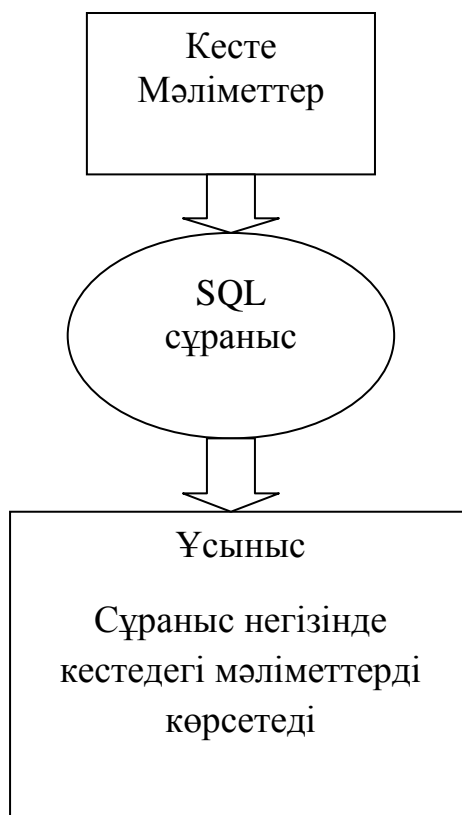 Кесте
Мәліметтер
SQL
сұраныс
Ұсыныс
Сұраныс негізінде
кестедегі мәліметтерді
көрсетеді